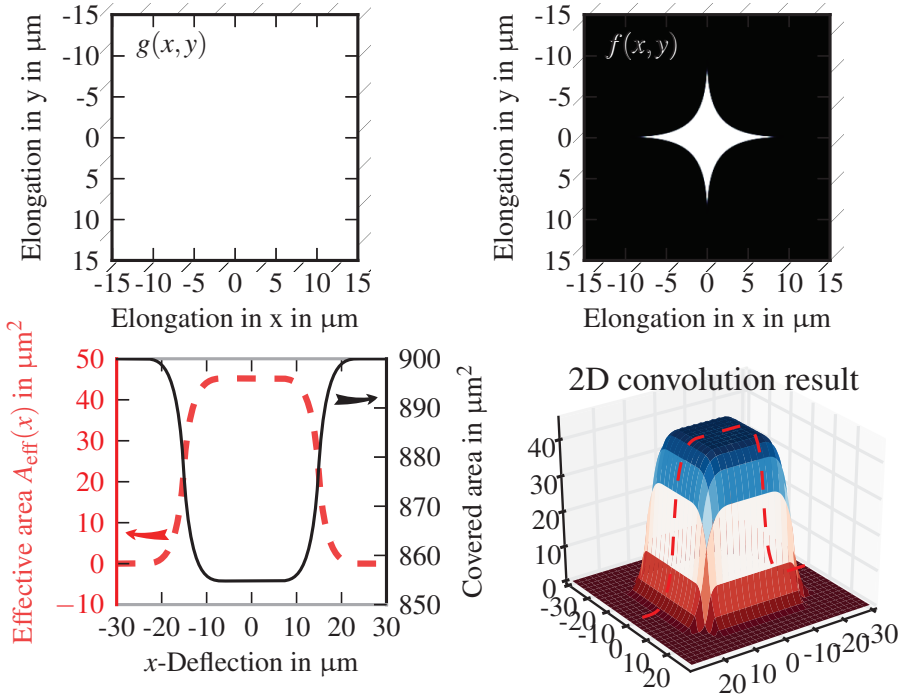 g(x,y)
Elongation in y in µm
-15
-10
-5
0
5
10
15
-15 -10 -5 0 5 10 15
Elongation in x in µm
f(x,y)
Elongation in y in µm
-15
-10
-5
0
5
10
15
-15 -10 -5 0 5 10 15
Elongation in x in µm
Effective area A_eff(x) in µm²
50
40
30
20
10
0
−10
900
890
880
870
860
850
Covered area in µm²
-30 -20 -10 0 10 20 30
x-Deflection in µm
2D convolution result
40
30
20
10
0
-30
-20
-10
0
10
20
20 10 0 -10 -20 -30